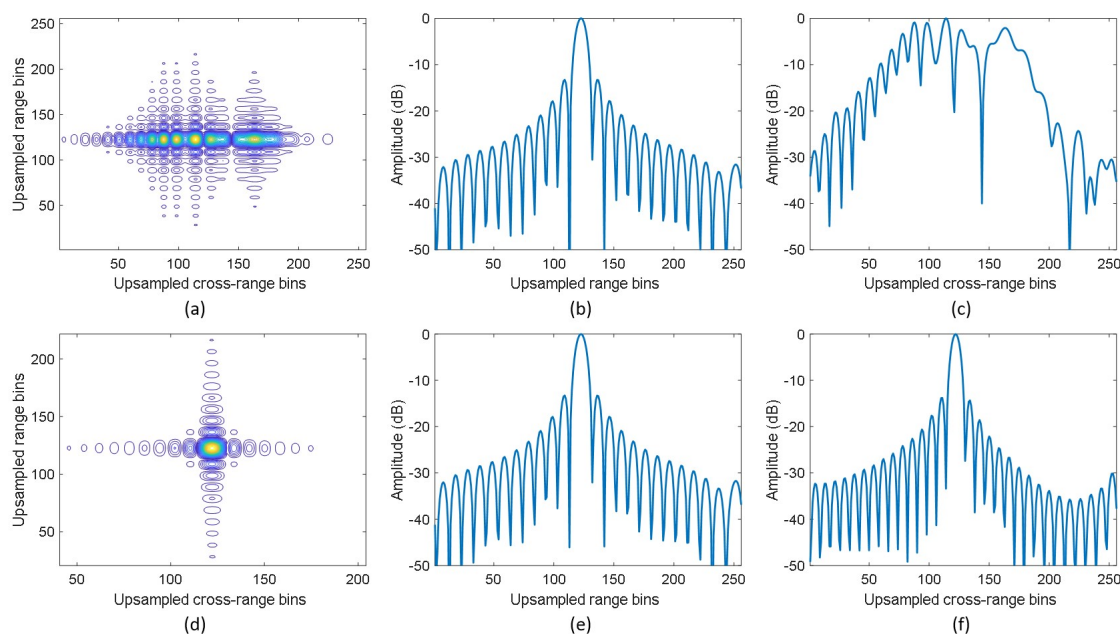 250
200
150
100
50
Upsampled range bins
50 100 150 200 250
Upsampled cross-range bins
(a)
0
-10
-20
-30
-40
-50
Amplitude (dB)
50 100 150 200 250
Upsampled range bins
(b)
0
-10
-20
-30
-40
-50
Amplitude (dB)
0 50 100 150 200 250
Upsampled cross-range bins
(c)
200
150
100
50
Upsampled range bins
50 100 150 200
Upsampled cross-range bins
(d)
0
-10
-20
-30
-40
-50
Amplitude (dB)
50 100 150 200 250
Upsampled range bins
(e)
0
-10
-20
-30
-40
-50
Amplitude (dB)
0 50 100 150 200 250
Upsampled cross-range bins
(f)